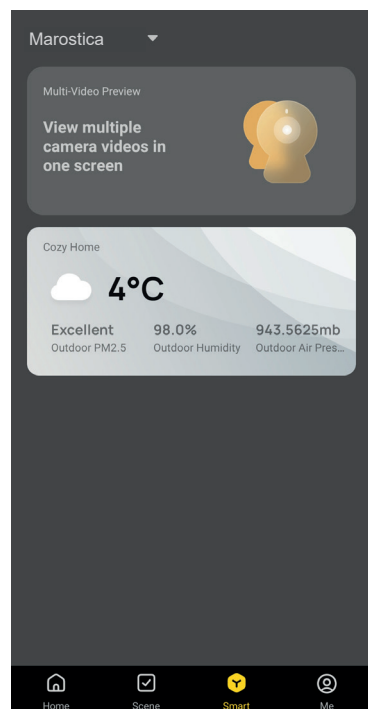 Marostica
Multi-Video Preview
View multiple
camera videos in
one screen
Cozy Home
4°C
Excellent 98.0% 943.5625mb
Outdoor PM2.5 Outdoor Humidity Outdoor Air Pres...
Home Scene Smart Me